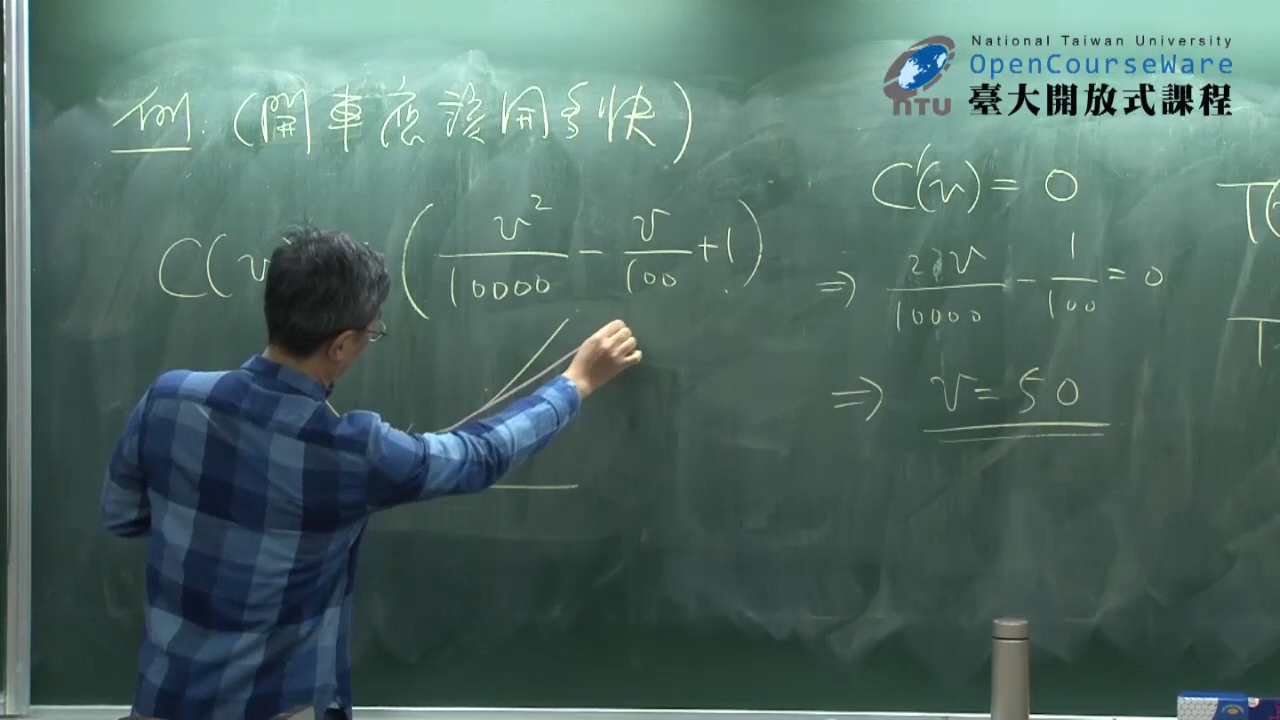 例:(開車應該開多快)
C(v) (v²/10000 - v/100 + 1)
C'(v) = 0
⇒ 2v/10000 - 1/100 = 0
⇒ v = 50
National Taiwan University
OpenCourseWare
臺大開放式課程
NTU